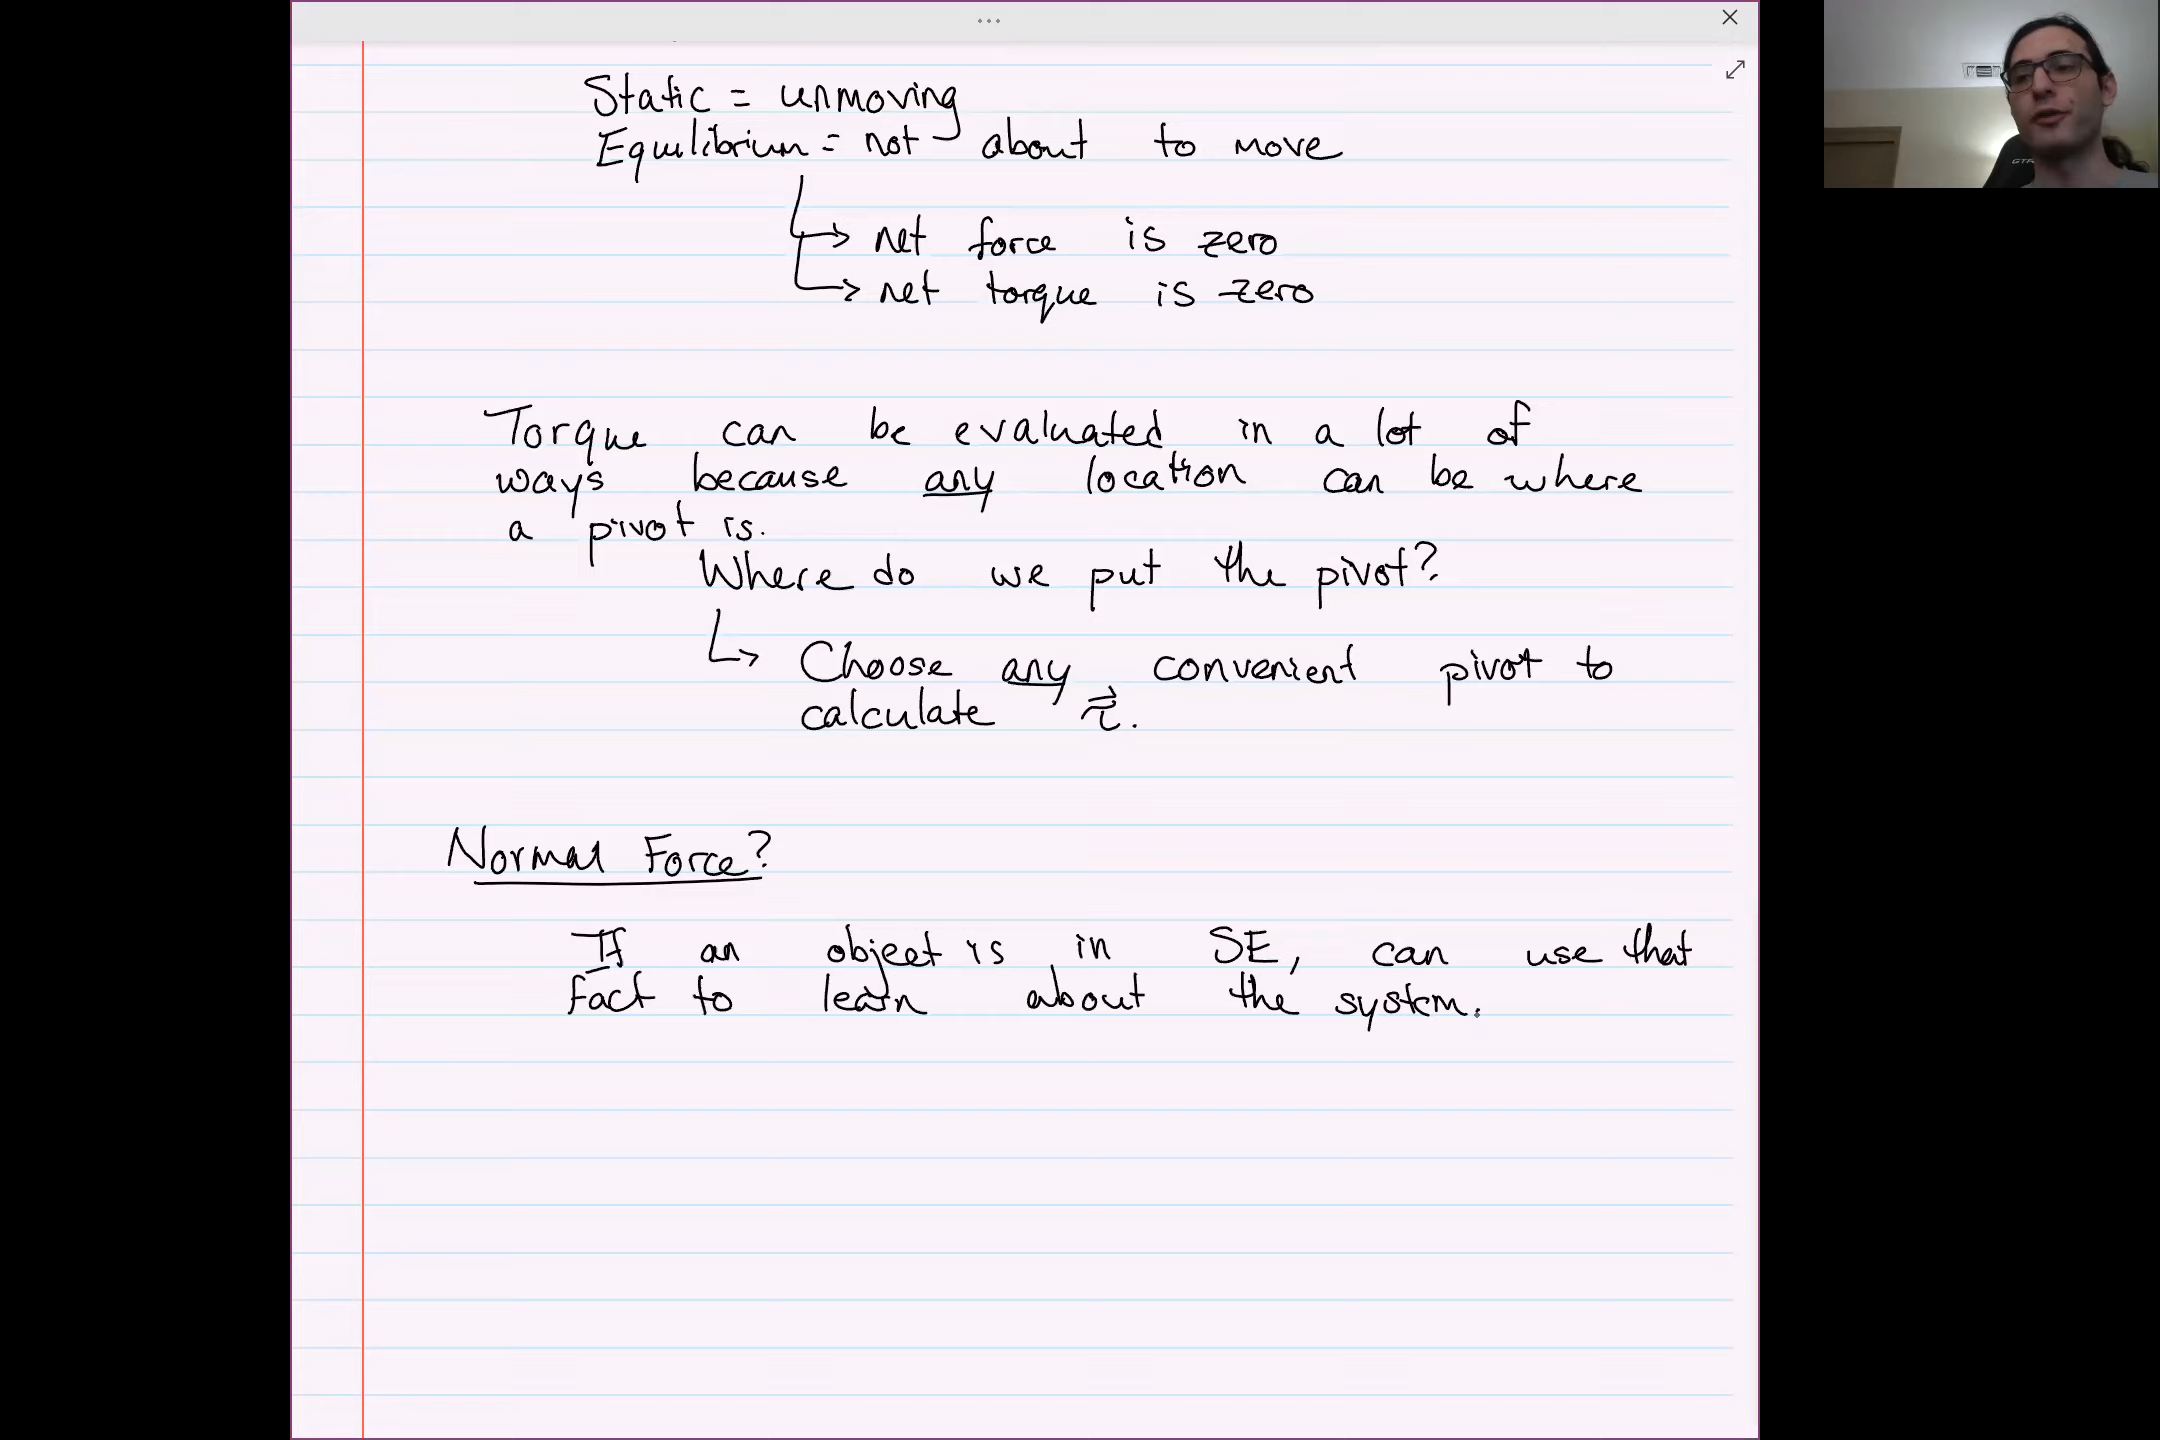 Static = unmoving
Equilibrium = not about to move
→ net force is zero
→ net torque is zero
Torque can be evaluated in a lot of
ways because any location can be where
a pivot is.
Where do we put the pivot?
↳ Choose any convenient pivot to
calculate τ⃗.
Normal Force?
If an object is in SE, can use that
fact to learn about the system.